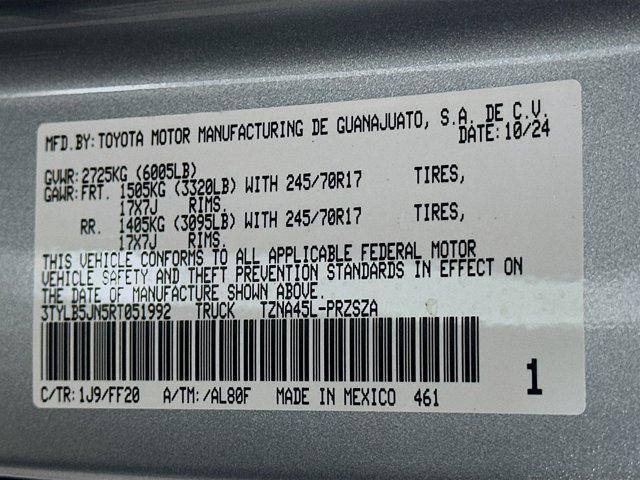 MFD.BY:TOYOTA MOTOR MANUFACTURING DE GUANAJUATO, S.A. DE C.V.
DATE:10/24
GVWR:2725KG (6005LB)
GAWR:FRT. 1505KG (3320LB) WITH 245/70R17 TIRES,
17X7J RIMS.
RR. 1405KG (3095LB) WITH 245/70R17 TIRES,
17X7J RIMS.
THIS VEHICLE CONFORMS TO ALL APPLICABLE FEDERAL MOTOR
VEHICLE SAFETY AND THEFT PREVENTION STANDARDS IN EFFECT ON
THE DATE OF MANUFACTURE SHOWN ABOVE.
3TYLB5JN5RT051992 TRUCK TZNA45L-PRZSZA
1
C/TR:1J9/FF20 A/TM:/AL80F MADE IN MEXICO 461